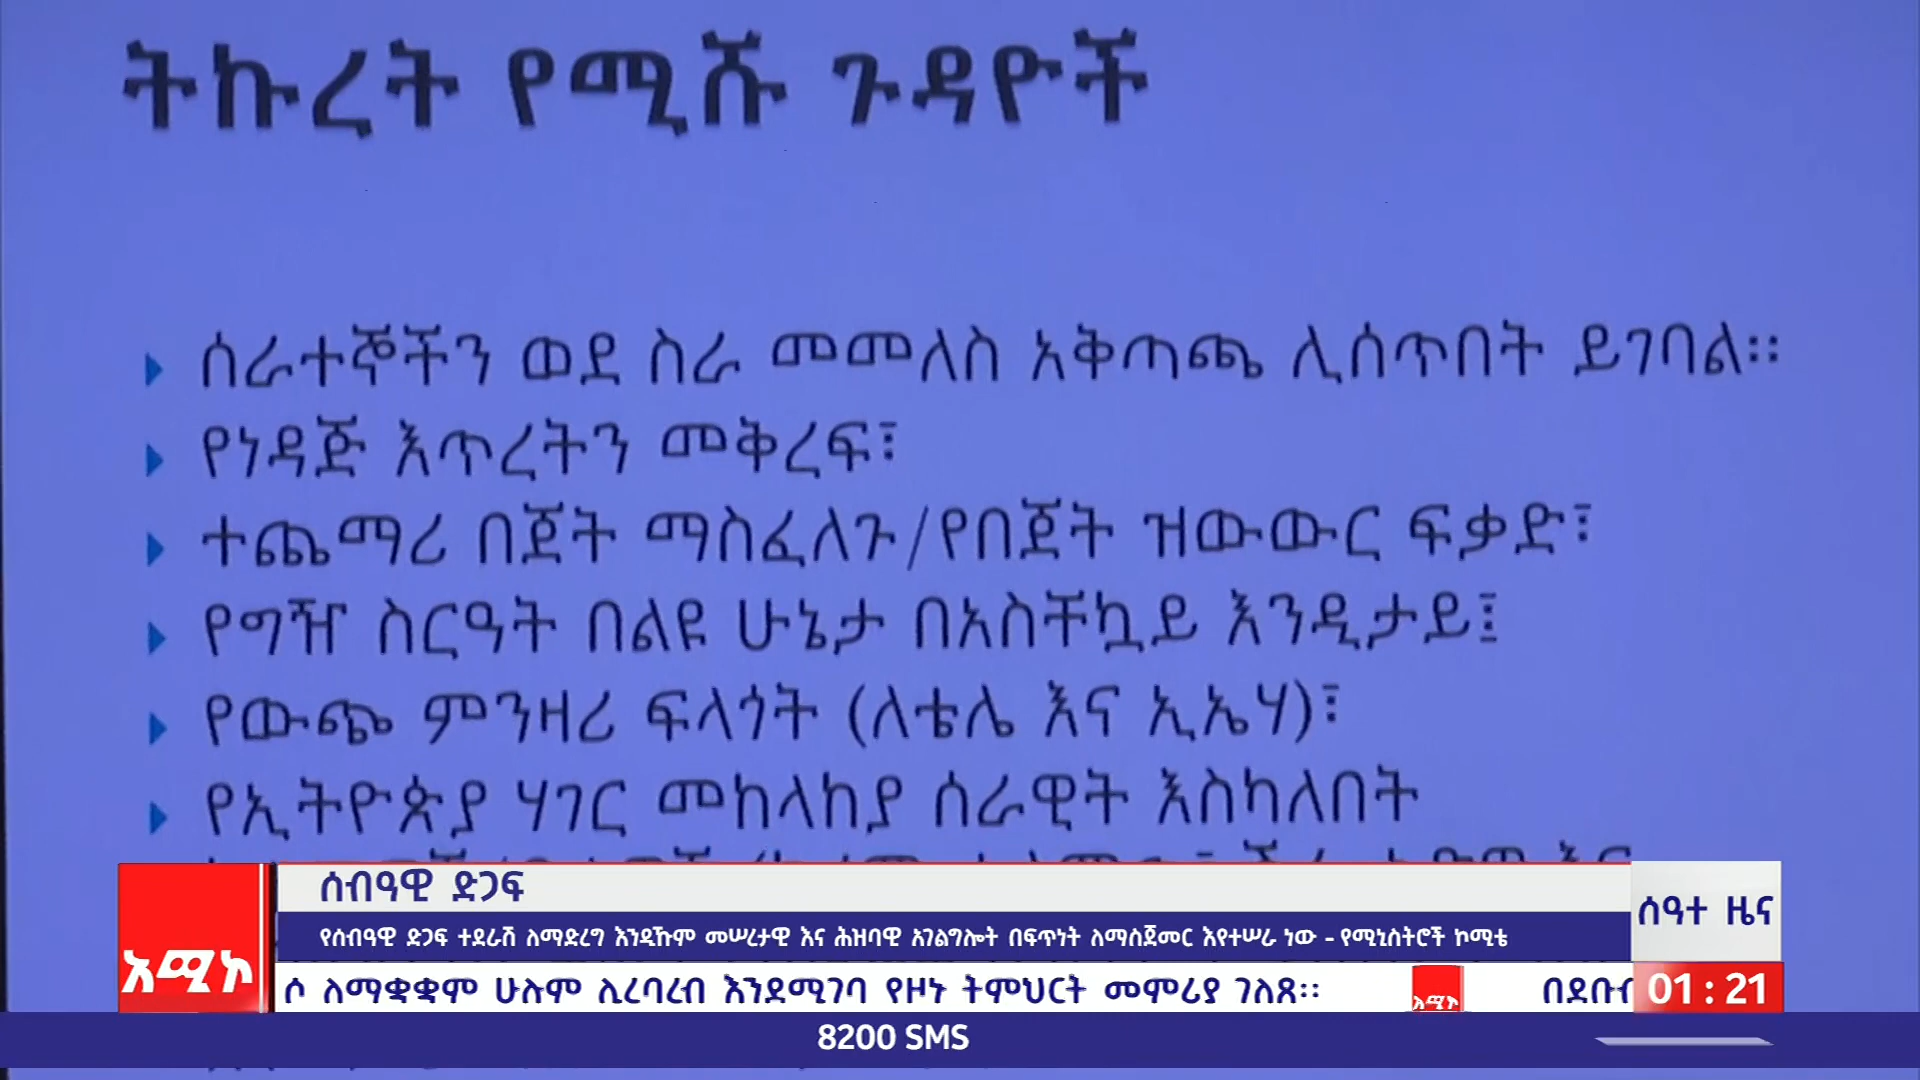 ትኩረት የሚሹ ጉዳዮች
ሰራተኞችን ወደ ስራ መመለስ አቅጣጫ ሊሰጥበት ይገባል።
የነዳጅ እጥረትን መቅረፍ፣
ተጨማሪ በጀት ማስፈለጉ/የበጀት ዝውውር ፍቃድ፣
የግዥ ስርዓት በልዩ ሁኔታ በአስቸኳይ እንዲታይ፤
የውጭ ምንዛሪ ፍላጎት (ለቴሌ እና ኢኤሃ)፣
የኢትዮጵያ ሃገር መከላከያ ሰራዊት እስካለበት
ሰብዓዊ ድጋፍ
ሰዓተ ዜና
የሰብዓዊ ድጋፍ ተደራሽ ለማድረግ እንዲኹም መሠረታዊ እና ሕዝባዊ አገልግሎት በፍጥነት ለማስጀመር እየተሠራ ነው - የሚኒስትሮች ኮሚቴ
አሚኮ
ሶ ለማቋቋም ሁሉም ሊረባረብ እንደሚገባ የዞኑ ትምህርት መምሪያ ገለጸ።
አሚኮ
01:21
8200 SMS